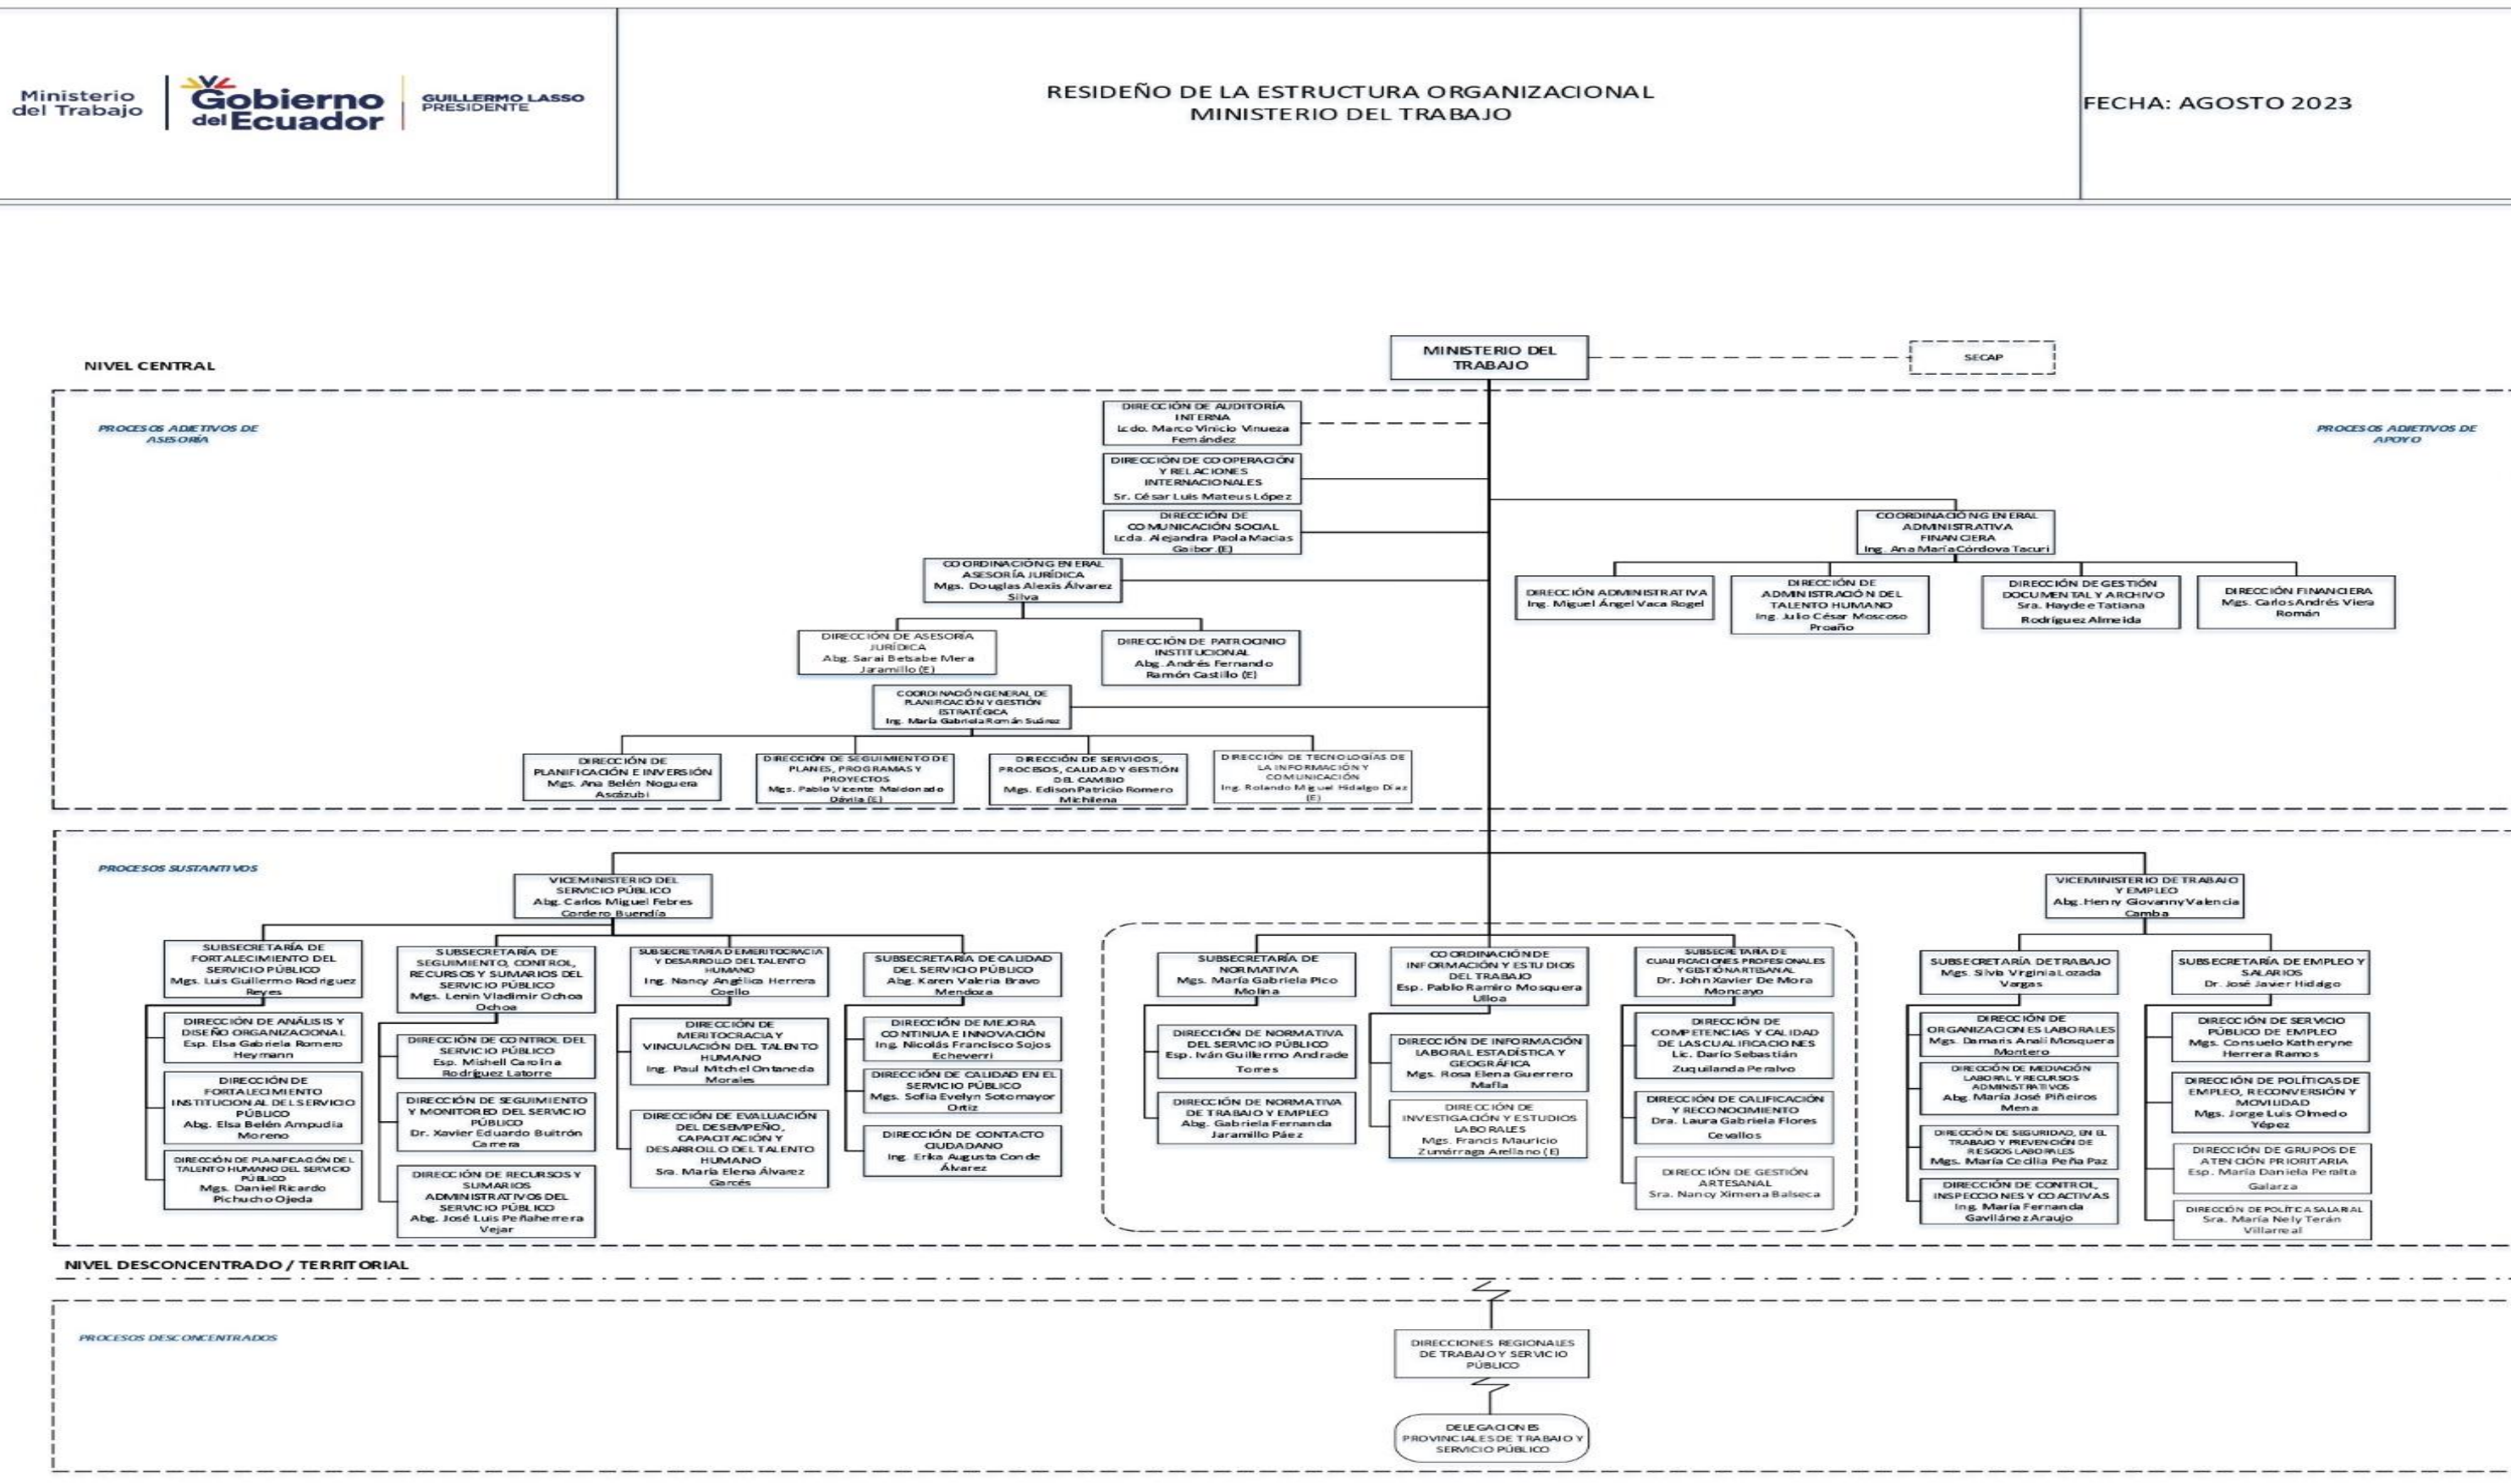 Ministerio
del Trabajo
Gobierno
del Ecuador
GUILLERMO LASSO
PRESIDENTE
RESIDEÑO DE LA ESTRUCTURA ORGANIZACIONAL
MINISTERIO DEL TRABAJO
FECHA: AGOSTO 2023
NIVEL CENTRAL
MINISTERIO DEL
TRABAJO
SECAP
PROCESOS ADJETIVOS DE
ASESORÍA
PROCESOS ADJETIVOS DE
APOYO
DIRECCIÓN DE AUDITORÍA
INTERNA
Lcdo. Marco Vinicio Vinueza
Fernández
DIRECCIÓN DE COOPERACIÓN
Y RELACIONES
INTERNACIONALES
Sr. César Luis Mateus López
DIRECCIÓN DE
COMUNICACIÓN SOCIAL
Lcda. Alejandra Paola Macias
Gaibor.(E)
COORDINACIÓN GENERAL
ADMINISTRATIVA
FINANCIERA
Ing. Ana María Córdova Tacuri
COORDINACIÓN GENERAL
ASESORÍA JURÍDICA
Mgs. Douglas Alexis Álvarez
Silva
DIRECCIÓN ADMINISTRATIVA
Ing. Miguel Ángel Vaca Rogel
DIRECCIÓN DE
ADMINISTRACIÓN DEL
TALENTO HUMANO
Ing. Julio César Moscoso
Proaño
DIRECCIÓN DE GESTIÓN
DOCUMENTAL Y ARCHIVO
Sra. Haydee Tatiana
Rodríguez Almeida
DIRECCIÓN FINANCIERA
Mgs. Carlos Andrés Viera
Román
DIRECCIÓN DE ASESORÍA
JURÍDICA
Abg. Sarai Betsabe Mera
Jaramillo (E)
DIRECCIÓN DE PATROCINIO
INSTITUCIONAL
Abg. Andrés Fernando
Ramón Castillo (E)
COORDINACIÓN GENERAL DE
PLANIFICACIÓN Y GESTIÓN
ESTRATÉGICA
Ing. María Gabriela Román Suárez
DIRECCIÓN DE
PLANIFICACIÓN E INVERSIÓN
Mgs. Ana Belén Noguera
Ascázubi
DIRECCIÓN DE SEGUIMIENTO DE
PLANES, PROGRAMAS Y
PROYECTOS
Mgs. Pablo Vicente Maldonado
Dávila (E)
DIRECCIÓN DE SERVICIOS,
PROCESOS, CALIDAD Y GESTIÓN
DEL CAMBIO
Mgs. Edison Patricio Romero
Michilena
DIRECCIÓN DE TECNOLOGÍAS DE
LA INFORMACIÓN Y
COMUNICACIÓN
Ing. Rolando Miguel Hidalgo Díaz
(E)
PROCESOS SUSTANTIVOS
VICEMINISTERIO DEL
SERVICIO PÚBLICO
Abg. Carlos Miguel Febres
Cordero Buendía
VICEMINISTERIO DE TRABAJO
Y EMPLEO
Abg. Henry Giovanny Valencia
Camba
SUBSECRETARÍA DE
FORTALECIMIENTO DEL
SERVICIO PÚBLICO
Mgs. Luis Guillermo Rodriguez
Reyes
DIRECCIÓN DE ANÁLISIS Y
DISEÑO ORGANIZACIONAL
Esp. Elsa Gabriela Romero
Heymann
DIRECCIÓN DE
FORTALECIMIENTO
INSTITUCIONAL DEL SERVICIO
PÚBLICO
Abg. Elsa Belén Ampudia
Moreno
DIRECCIÓN DE PLANIFICACIÓN DEL
TALENTO HUMANO DEL SERVICIO
PÚBLICO
Mgs. Daniel Ricardo
Pichucho Ojeda
SUBSECRETARÍA DE
SEGUIMIENTO, CONTROL,
RECURSOS Y SUMARIOS DEL
SERVICIO PÚBLICO
Mgs. Lenin Vladimir Ochoa
Ochoa
DIRECCIÓN DE CONTROL DEL
SERVICIO PÚBLICO
Esp. Mishell Carolina
Rodríguez Latorre
DIRECCIÓN DE SEGUIMIENTO
Y MONITOREO DEL SERVICIO
PÚBLICO
Dr. Xavier Eduardo Buitrón
Carrera
DIRECCIÓN DE RECURSOS Y
SUMARIOS
ADMINISTRATIVOS DEL
SERVICIO PÚBLICO
Abg. José Luis Peñaherrera
Vejar
SUBSECRETARIA DE MERITOCRACIA
Y DESARROLLO DEL TALENTO
HUMANO
Ing. Nancy Angélica Herrera
Coello
DIRECCIÓN DE
MERITOCRACIA Y
VINCULACIÓN DEL TALENTO
HUMANO
Ing. Paul Mitchel Ontaneda
Morales
DIRECCIÓN DE EVALUACIÓN
DEL DESEMPEÑO,
CAPACITACIÓN Y
DESARROLLO DEL TALENTO
HUMANO
Sra. María Elena Álvarez
Garcés
SUBSECRETARÍA DE CALIDAD
DEL SERVICIO PÚBLICO
Abg. Karen Valeria Bravo
Mendoza
DIRECCIÓN DE MEJORA
CONTINUA E INNOVACIÓN
Ing. Nicolás Francisco Sojos
Echeverri
DIRECCIÓN DE CALIDAD EN EL
SERVICIO PÚBLICO
Mgs. Sofia Evelyn Sotomayor
Ortiz
DIRECCIÓN DE CONTACTO
CIUDADANO
Ing. Erika Augusta Conde
Álvarez
SUBSECRETARÍA DE
NORMATIVA
Mgs. María Gabriela Pico
Molina
DIRECCIÓN DE NORMATIVA
DEL SERVICIO PÚBLICO
Esp. Iván Guillermo Andrade
Torres
DIRECCIÓN DE NORMATIVA
DE TRABAJO Y EMPLEO
Abg. Gabriela Fernanda
Jaramillo Páez
COORDINACIÓN DE
INFORMACIÓN Y ESTUDIOS
DEL TRABAJO
Esp. Pablo Ramiro Mosquera
Ulloa
DIRECCIÓN DE INFORMACIÓN
LABORAL ESTADÍSTICA Y
GEOGRÁFICA
Mgs. Rosa Elena Guerrero
Mafla
DIRECCIÓN DE
INVESTIGACIÓN Y ESTUDIOS
LABORALES
Mgs. Francis Mauricio
Zumárraga Arellano (E)
SUBSECRETARÍA DE
CUALIFICACIONES PROFESIONALES
Y GESTIÓN ARTESANAL
Dr. John Xavier De Mora
Moncayo
DIRECCIÓN DE
COMPETENCIAS Y CALIDAD
DE LAS CUALIFICACIONES
Lic. Darío Sebastián
Zuquilanda Peralvo
DIRECCIÓN DE CALIFICACIÓN
Y RECONOCIMIENTO
Dra. Laura Gabriela Flores
Cevallos
DIRECCIÓN DE GESTIÓN
ARTESANAL
Sra. Nancy Ximena Balseca
SUBSECRETARÍA DE TRABAJO
Mgs. Silvia Virginia Lozada
Vargas
DIRECCIÓN DE
ORGANIZACIONES LABORALES
Mgs. Damaris Analí Mosquera
Montero
DIRECCIÓN DE MEDIACIÓN
LABORAL Y RECURSOS
ADMINISTRATIVOS
Abg. María José Piñeiros
Mena
DIRECCIÓN DE SEGURIDAD, EN EL
TRABAJO Y PREVENCIÓN DE
RIESGOS LABORALES
Mgs. María Cecilia Peña Paz
DIRECCIÓN DE CONTROL,
INSPECCIONES Y COACTIVAS
Ing. María Fernanda
Gavilánez Araujo
SUBSECRETARÍA DE EMPLEO Y
SALARIOS
Dr. José Javier Hidalgo
DIRECCIÓN DE SERVICIO
PÚBLICO DE EMPLEO
Mgs. Consuelo Katheryne
Herrera Ramos
DIRECCIÓN DE POLÍTICAS DE
EMPLEO, RECONVERSIÓN Y
MOVILIDAD
Mgs. Jorge Luis Olmedo
Yépez
DIRECCIÓN DE GRUPOS DE
ATENCIÓN PRIORITARIA
Esp. María Daniela Peralta
Galarza
DIRECCIÓN DE POLÍTICA SALARIAL
Sra. María Nely Terán
Villarreal
NIVEL DESCONCENTRADO / TERRITORIAL
PROCESOS DESCONCENTRADOS
DIRECCIONES REGIONALES
DE TRABAJO Y SERVICIO
PÚBLICO
DELEGACIONES
PROVINCIALES DE TRABAJO Y
SERVICIO PÚBLICO